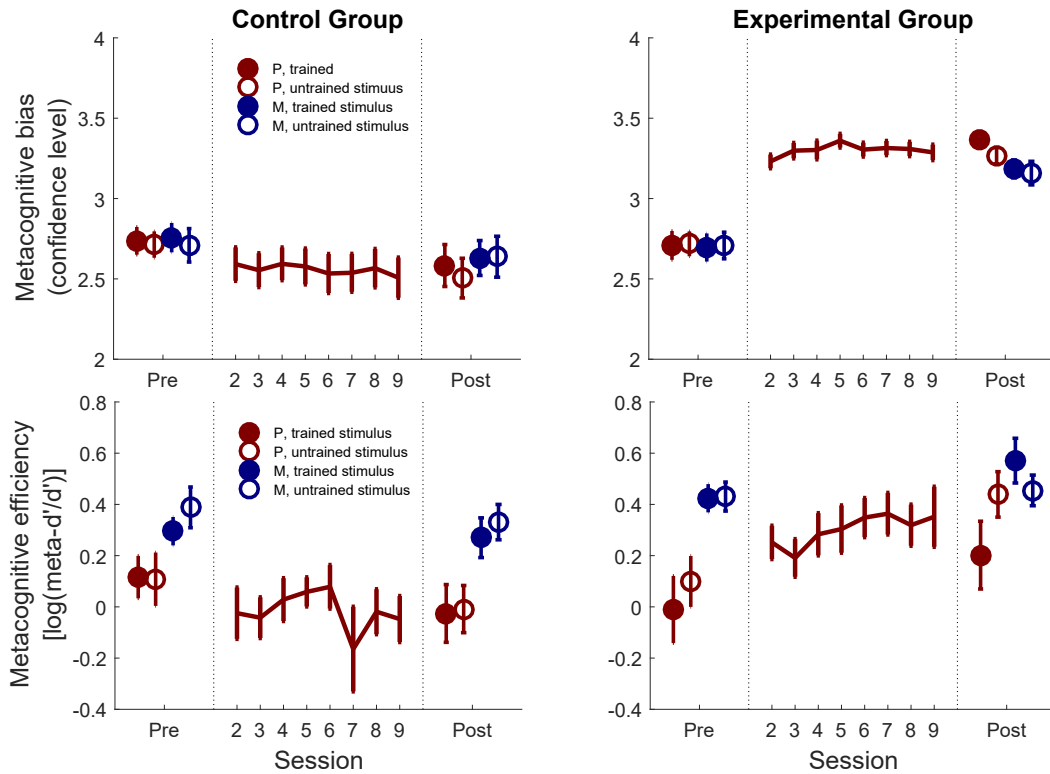 Control Group
Experimental Group
Metacognitive bias
(confidence level)
4
3.5
3
2.5
2
P, trained
P, untrained stimuus
M, trained stimulus
M, untrained stimulus
Pre
2 3 4 5 6 7 8 9
Post
4
3.5
3
2.5
2
Pre
2 3 4 5 6 7 8 9
Post
Metacognitive efficiency
[log(meta-d'/d')]
0.8
0.6
0.4
0.2
0
-0.2
-0.4
P, trained stimulus
P, untrained stimulus
M, trained stimulus
M, untrained stimulus
Pre
2 3 4 5 6 7 8 9
Post
Session
0.8
0.6
0.4
0.2
0
-0.2
-0.4
Pre
2 3 4 5 6 7 8 9
Post
Session